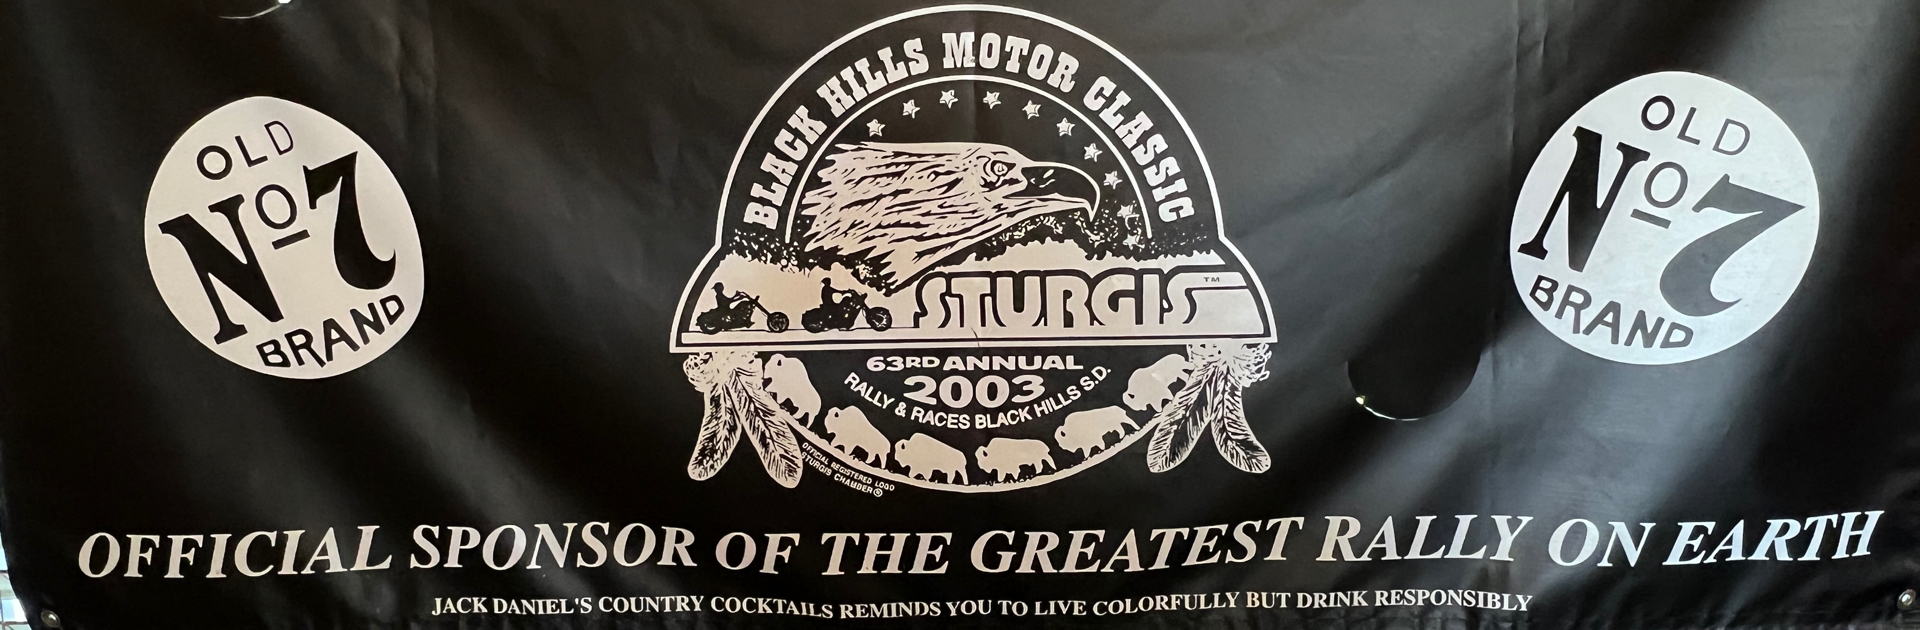 OLD
No 7
BRAND
BLACK HILLS MOTOR CLASSIC
STURGIS™
63RD ANNUAL
2003
RALLY & RACES BLACK HILLS S.D.
OFFICIAL REGISTERED LOGO
STURGIS CHAMBER®
OLD
No 7
BRAND
OFFICIAL SPONSOR OF THE GREATEST RALLY ON EARTH
JACK DANIEL'S COUNTRY COCKTAILS REMINDS YOU TO LIVE COLORFULLY BUT DRINK RESPONSIBLY